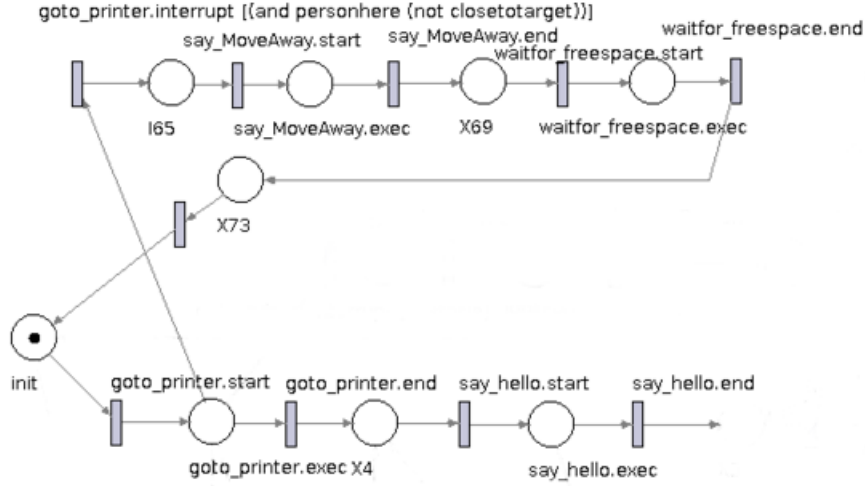 goto_printer.interrupt [(and personhere (not closetotarget))]
say_MoveAway.start
say_MoveAway.end
waitfor_freespace.start
waitfor_freespace.end
I65
say_MoveAway.exec
X69
waitfor_freespace.exec
X73
init
goto_printer.start
goto_printer.end
say_hello.start
say_hello.end
goto_printer.exec
X4
say_hello.exec